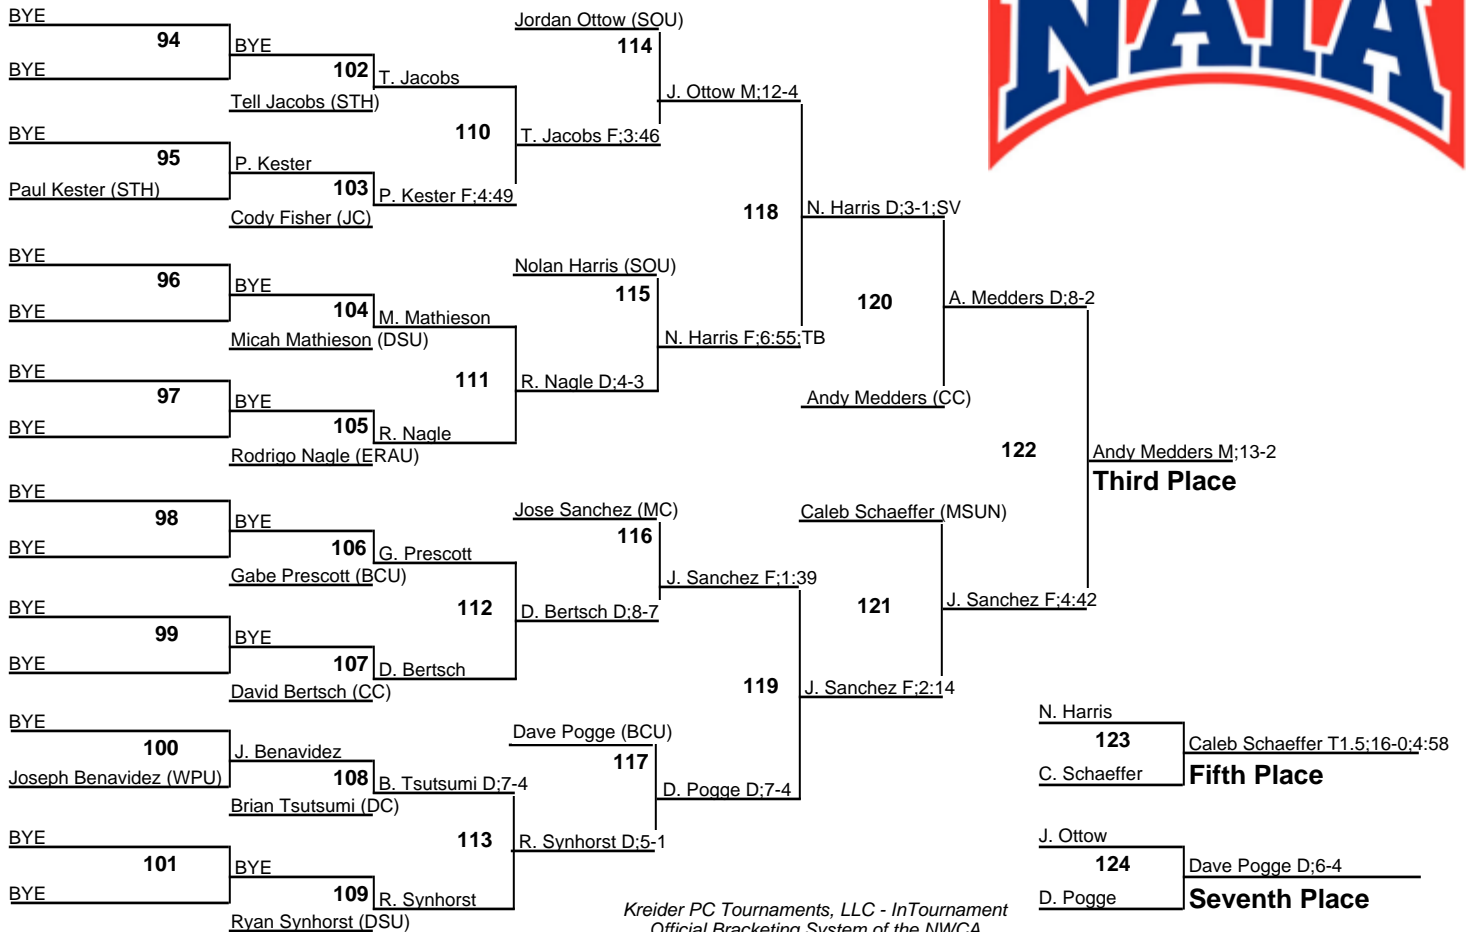 BYE
94
BYE
BYE
102
Tell Jacobs (STH)
T. Jacobs
BYE
95
Paul Kester (STH)
P. Kester
103
Cody Fisher (JC)
P. Kester F;4:49
110
T. Jacobs F;3:46
Jordan Ottow (SOU)
114
J. Ottow M;12-4
BYE
96
BYE
BYE
104
Micah Mathieson (DSU)
M. Mathieson
BYE
97
BYE
BYE
105
Rodrigo Nagle (ERAU)
R. Nagle
111
R. Nagle D;4-3
Nolan Harris (SOU)
115
N. Harris F;6:55;TB
118
N. Harris D;3-1;SV
120
Andy Medders (CC)
A. Medders D;8-2
BYE
98
BYE
BYE
106
Gabe Prescott (BCU)
G. Prescott
BYE
99
BYE
BYE
107
David Bertsch (CC)
D. Bertsch
112
D. Bertsch D;8-7
Jose Sanchez (MC)
116
J. Sanchez F;1:39
BYE
100
Joseph Benavidez (WPU)
J. Benavidez
108
Brian Tsutsumi (DC)
B. Tsutsumi D;7-4
BYE
101
BYE
BYE
109
Ryan Synhorst (DSU)
R. Synhorst
113
R. Synhorst D;5-1
Dave Pogge (BCU)
117
D. Pogge D;7-4
119
J. Sanchez F;2:14
Caleb Schaeffer (MSUN)
121
J. Sanchez F;4:42
122
Andy Medders M;13-2
Third Place
N. Harris
123
C. Schaeffer
Caleb Schaeffer T1.5;16-0;4:58
Fifth Place
J. Ottow
124
D. Pogge
Dave Pogge D;6-4
Seventh Place
Kreider PC Tournaments, LLC - InTournament
Official Bracketing System of the NWCA
NAIA